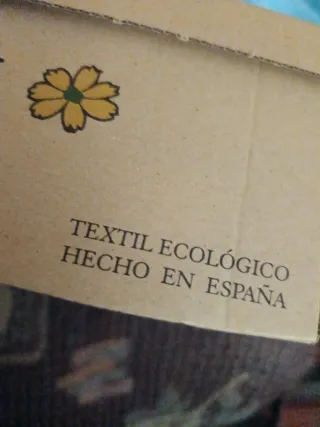 TEXTIL ECOLÓGICO
HECHO EN ESPAÑA